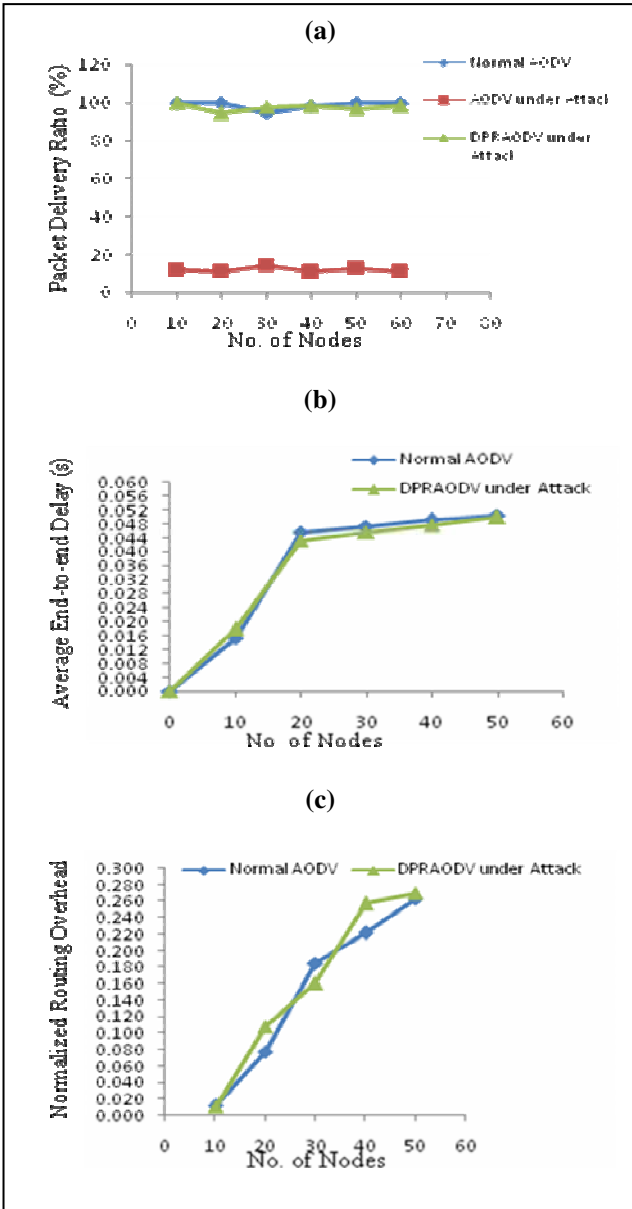 (a)
Packet Delivery Ratio (%)
120
100
80
60
40
20
0
0 10 20 30 40 50 60 70 80
No. of Nodes
Normal AODV
AODV under Attack
DPRAODV under
Attack
(b)
Average End-to-end Delay (s)
0.060
0.056
0.052
0.048
0.044
0.040
0.036
0.032
0.028
0.024
0.020
0.016
0.012
0.008
0.004
0.000
0 10 20 30 40 50 60
No. of Nodes
Normal AODV
DPRAODV under Attack
(c)
Normalized Routing Overhead
0.300
0.280
0.260
0.240
0.220
0.200
0.180
0.160
0.140
0.120
0.100
0.080
0.060
0.040
0.020
0.000
0 10 20 30 40 50 60
No. of Nodes
Normal AODV
DPRAODV under Attack